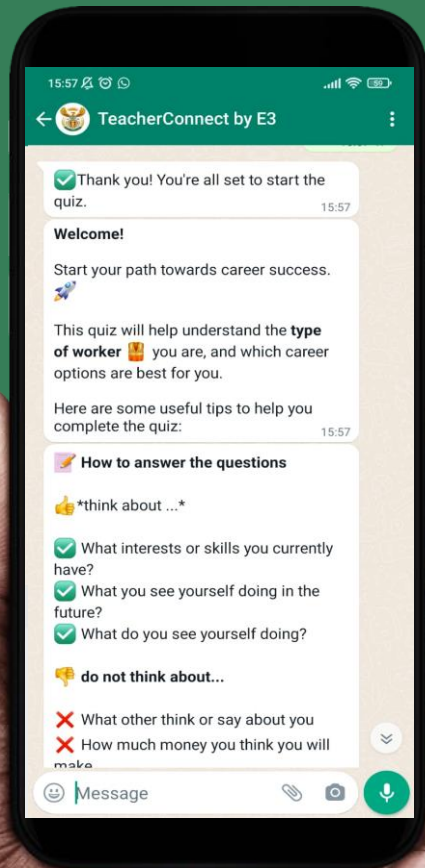 15:57
59
TeacherConnect by E3
✅Thank you! You're all set to start the
quiz.
15:57
Welcome!
Start your path towards career success.
🚀
This quiz will help understand the type
of worker 🦺 you are, and which career
options are best for you.
Here are some useful tips to help you
complete the quiz:
15:57
📝 How to answer the questions
👍*think about ...*
✅ What interests or skills you currently
have?
✅ What you see yourself doing in the
future?
✅ What do you see yourself doing?
👎 do not think about...
❌ What other think or say about you
❌ How much money you think you will
make
Message